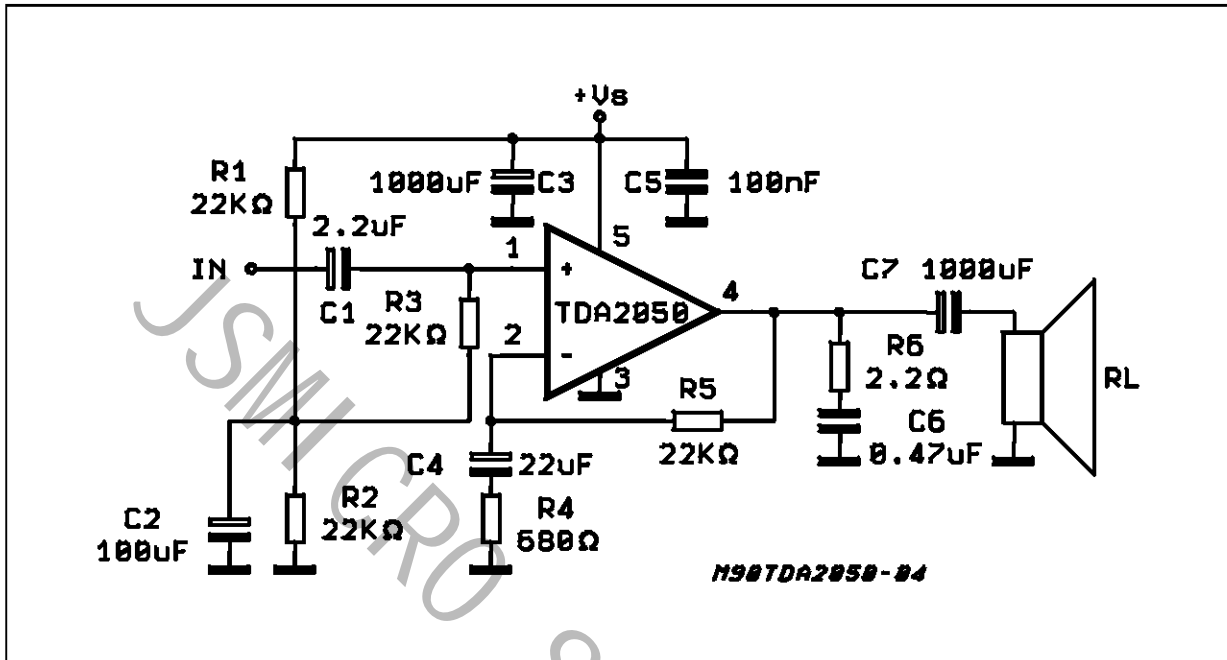 +Vs
R1
22KΩ
1000uF
C3
C5
100nF
2.2uF
IN
C1
R3
22KΩ
1
+
5
TDA2050
2
-
3
4
C7 1000uF
R5
22KΩ
R6
2.2Ω
C6
0.47uF
RL
C4
22uF
R4
680Ω
R2
22KΩ
C2
100uF
M90TDA2050-04
JSMICRO S